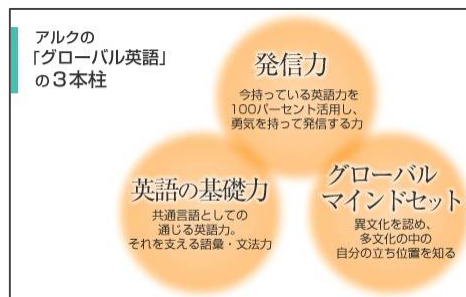 アルクの
「グローバル英語」
の3本柱
発信力
今持っている英語力を
100パーセント活用し、
勇気を持って発信する力
英語の基礎力
共通言語としての
通じる英語力。
それを支える語彙・文法力
グローバル
マインドセット
異文化を認め、
多文化の中の
自分の立ち位置を知る